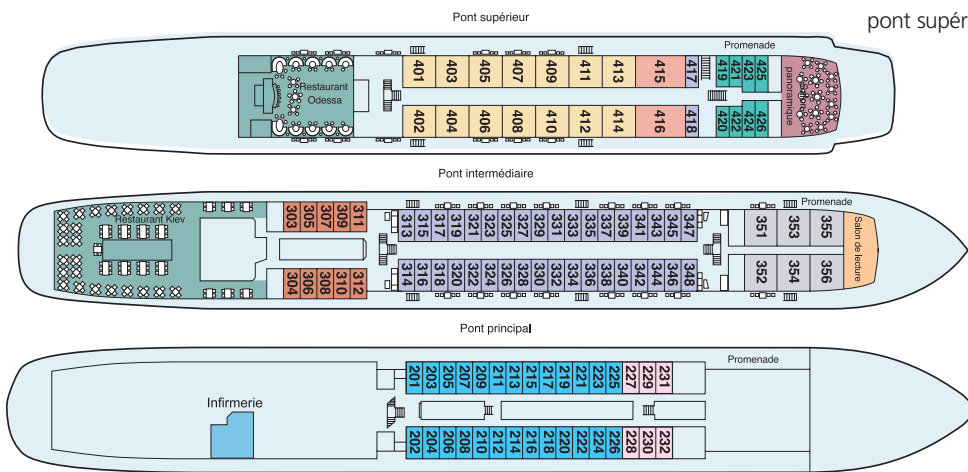 Pont supérieur
pont supér
Promenade
401 403 405 407 409 411 413 415 417 419 421 423 425
Restaurant
Odessa
panoramique
402 404 406 408 410 412 414 416 418 420 422 424 426
Pont intermédiaire
Promenade
Restaurant Kiev
303 305 307 309 311 313 315 317 319 321 323 325 327 329 331 333 335 337 339 341 343 345 347 351 353 355
Salon de lecture
304 306 308 310 312 314 316 318 320 322 324 326 328 330 332 334 336 338 340 342 344 346 348 352 354 356
Pont principal
Promenade
201 203 205 207 209 211 213 215 217 219 221 223 225 227 229 231
Infirmerie
202 204 206 208 210 212 214 216 218 220 222 224 226 228 230 232